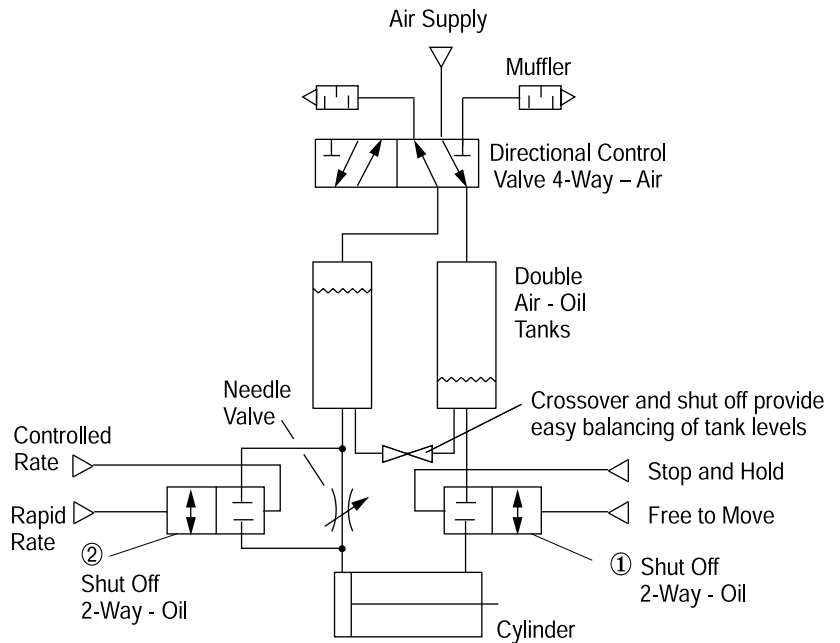 Air Supply
Muffler
Directional Control
Valve 4-Way – Air
Double
Air - Oil
Tanks
Needle
Valve
Crossover and shut off provide
easy balancing of tank levels
Controlled
Rate
Stop and Hold
Rapid
Rate
Free to Move
②
Shut Off
2-Way - Oil
① Shut Off
2-Way - Oil
Cylinder